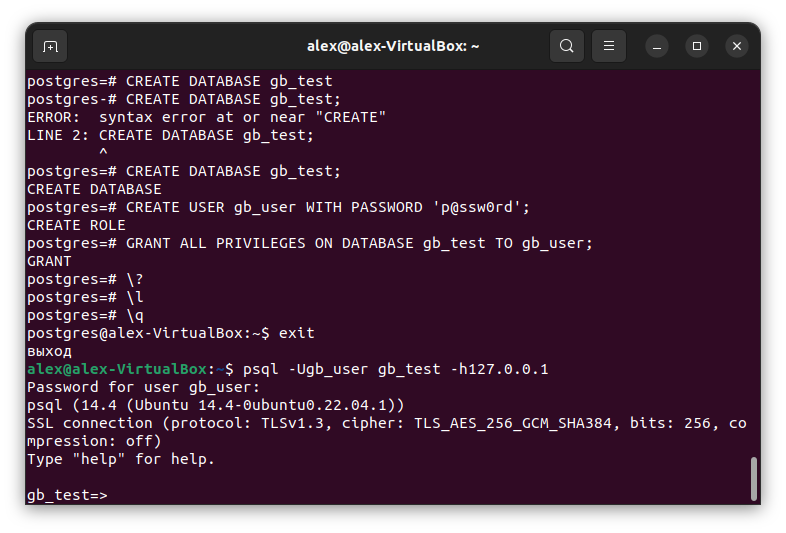 alex@alex-VirtualBox: ~
postgres=# CREATE DATABASE gb_test
postgres-# CREATE DATABASE gb_test;
ERROR:  syntax error at or near "CREATE"
LINE 2: CREATE DATABASE gb_test;
        ^
postgres=# CREATE DATABASE gb_test;
CREATE DATABASE
postgres=# CREATE USER gb_user WITH PASSWORD 'p@ssw0rd';
CREATE ROLE
postgres=# GRANT ALL PRIVILEGES ON DATABASE gb_test TO gb_user;
GRANT
postgres=# \?
postgres=# \l
postgres=# \q
postgres@alex-VirtualBox:~$ exit
выход
alex@alex-VirtualBox:~$ psql -Ugb_user gb_test -h127.0.0.1
Password for user gb_user:
psql (14.4 (Ubuntu 14.4-0ubuntu0.22.04.1))
SSL connection (protocol: TLSv1.3, cipher: TLS_AES_256_GCM_SHA384, bits: 256, co
mpression: off)
Type "help" for help.
gb_test=>